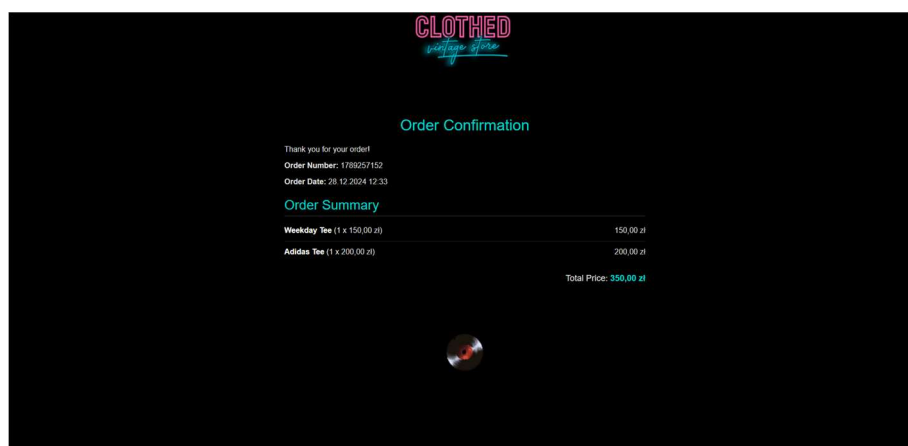 CLOTHED
vintage store
Order Confirmation
Thank you for your order!
Order Number: 1789257152
Order Date: 28.12.2024 12:33
Order Summary
Weekday Tee (1 x 150,00 zł) 150,00 zł
Adidas Tee (1 x 200,00 zł) 200,00 zł
Total Price: 350,00 zł